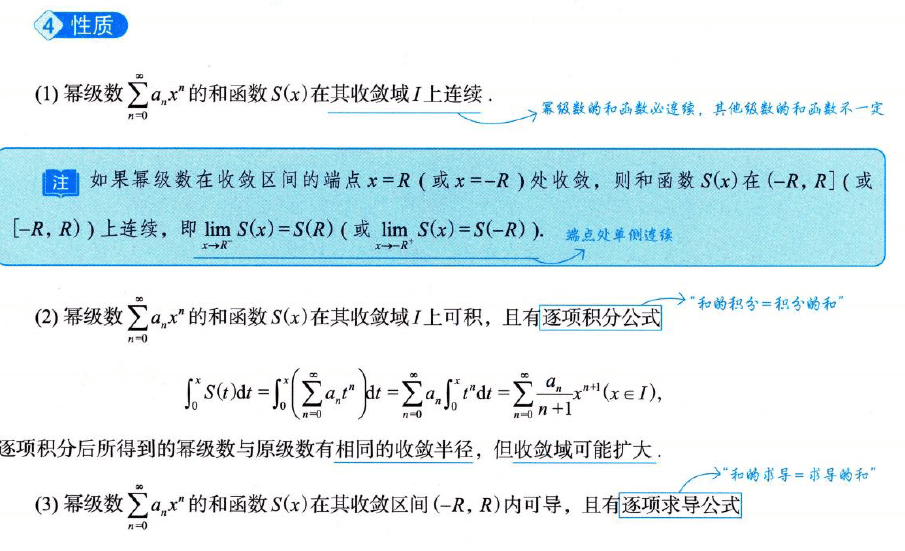 4 性质
(1) 幂级数 $\sum_{n=0}^{\infty} a_n x^n$ 的和函数 S(x) 在其收敛域 I 上连续.
幂级数的和函数必连续，其他级数的和函数不一定
注 如果幂级数在收敛区间的端点 x=R（或 x=-R）处收敛，则和函数 S(x) 在 (-R, R]（或
[-R, R)）上连续，即 $\lim_{x \to R^-} S(x)=S(R)$（或 $\lim_{x \to -R^+} S(x)=S(-R)$）.
端点处单侧连续
(2) 幂级数 $\sum_{n=0}^{\infty} a_n x^n$ 的和函数 S(x) 在其收敛域 I 上可积，且有逐项积分公式
“和的积分=积分的和”
$\int_0^x S(t)\mathrm{d}t = \int_0^x \left( \sum_{n=0}^{\infty} a_n t^n \right) \mathrm{d}t = \sum_{n=0}^{\infty} a_n \int_0^x t^n \mathrm{d}t = \sum_{n=0}^{\infty} \frac{a_n}{n+1} x^{n+1} (x \in I),$
逐项积分后所得到的幂级数与原级数有相同的收敛半径，但收敛域可能扩大.
“和的求导=求导的和”
(3) 幂级数 $\sum_{n=0}^{\infty} a_n x^n$ 的和函数 S(x) 在其收敛区间 (-R, R) 内可导，且有逐项求导公式